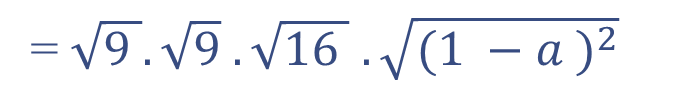 = √9 . √9 . √16 . √(1 − a )²